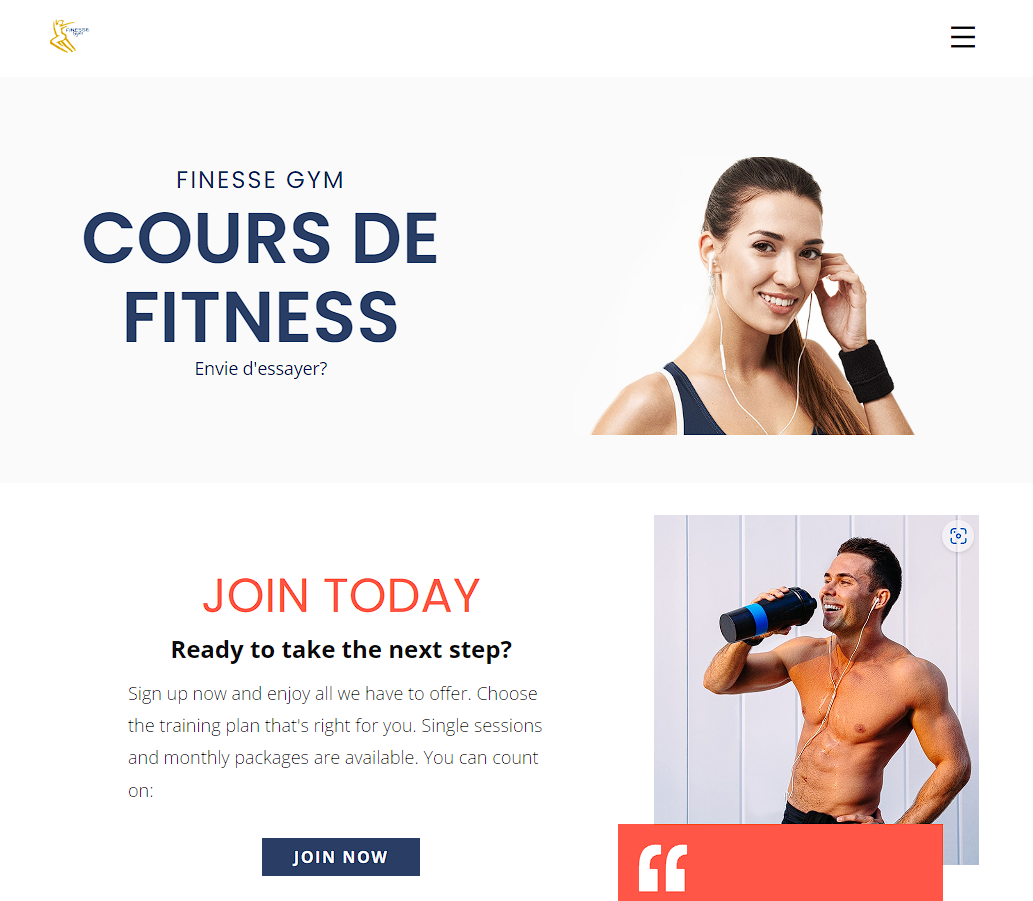 FINESSE
Gym
FINESSE GYM
COURS DE
FITNESS
Envie d'essayer?
JOIN TODAY
Ready to take the next step?
Sign up now and enjoy all we have to offer. Choose
the training plan that's right for you. Single sessions
and monthly packages are available. You can count
on:
JOIN NOW
“